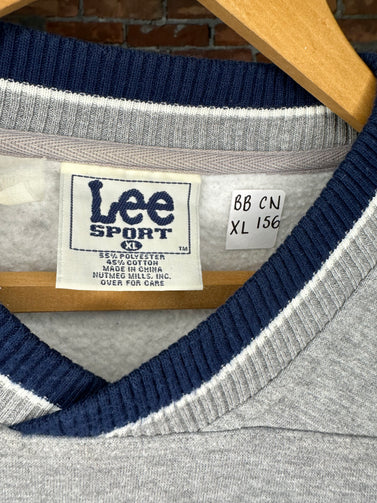 Lee
SPORT
XL
TM
55% POLYESTER
45% COTTON
MADE IN CHINA
NUTMEG MILLS, INC.
OVER FOR CARE
BB CN
XL 156